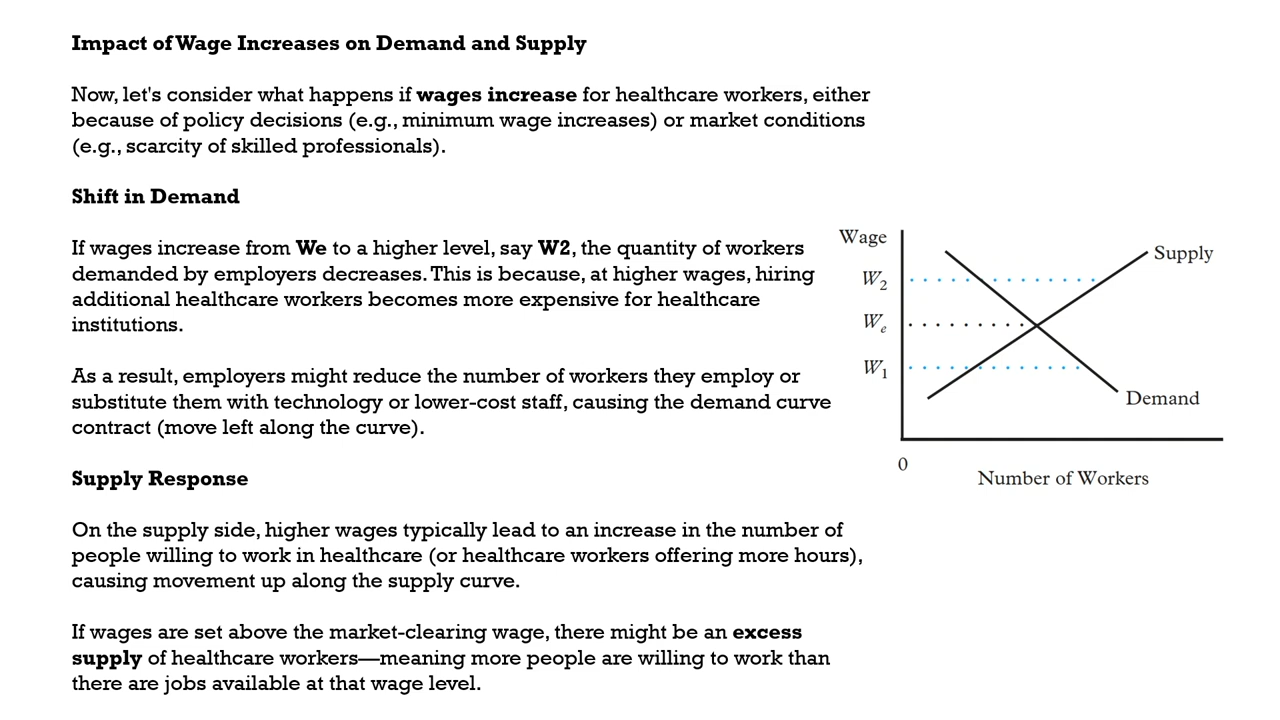 Impact of Wage Increases on Demand and Supply
Now, let's consider what happens if wages increase for healthcare workers, either
because of policy decisions (e.g., minimum wage increases) or market conditions
(e.g., scarcity of skilled professionals).
Shift in Demand
If wages increase from We to a higher level, say W2, the quantity of workers
demanded by employers decreases. This is because, at higher wages, hiring
additional healthcare workers becomes more expensive for healthcare
institutions.
As a result, employers might reduce the number of workers they employ or
substitute them with technology or lower-cost staff, causing the demand curve
contract (move left along the curve).
Supply Response
On the supply side, higher wages typically lead to an increase in the number of
people willing to work in healthcare (or healthcare workers offering more hours),
causing movement up along the supply curve.
If wages are set above the market-clearing wage, there might be an excess
supply of healthcare workers—meaning more people are willing to work than
there are jobs available at that wage level.
Wage
Supply
W2
We
W1
Demand
0
Number of Workers